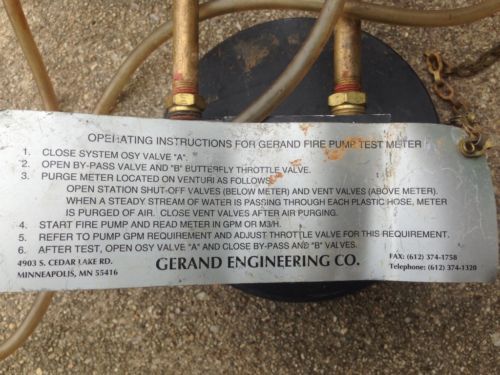 OPERATING INSTRUCTIONS FOR GERAND FIRE PUMP TEST METER
1. CLOSE SYSTEM OSY VALVE "A".
2. OPEN BY-PASS VALVE AND "B" BUTTERFLY THROTTLE VALVE.
3. PURGE METER LOCATED ON VENTURI AS FOLLOWS
OPEN STATION SHUT-OFF VALVES (BELOW METER) AND VENT VALVES (ABOVE METER).
WHEN A STEADY STREAM OF WATER IS PASSING THROUGH EACH PLASTIC HOSE, METER
IS PURGED OF AIR. CLOSE VENT VALVES AFTER AIR PURGING.
4. START FIRE PUMP AND READ METER IN GPM OR M3/H.
5. REFER TO PUMP GPM REQUIREMENT AND ADJUST THROTTLE VALVE FOR THIS REQUIREMENT.
6. AFTER TEST, OPEN OSY VALVE "A" AND CLOSE BY-PASS AND "B" VALVES.
4903 S. CEDAR LAKE RD.
MINNEAPOLIS, MN 55416
GERAND ENGINEERING CO.
FAX: (612) 374-1758
Telephone: (612) 374-1320